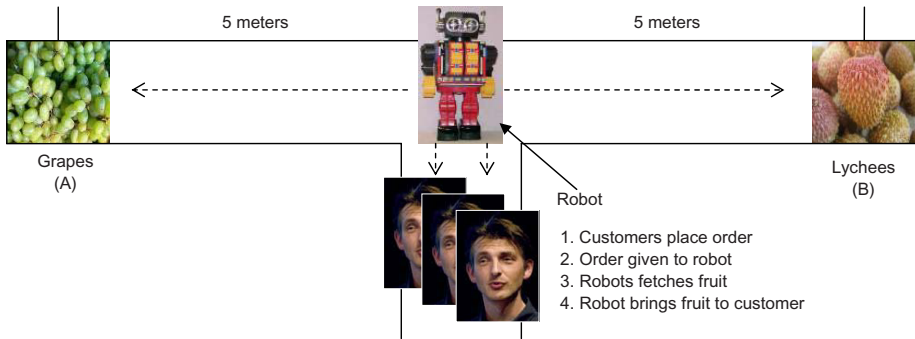 5 meters
5 meters
Grapes
(A)
Lychees
(B)
Robot
1. Customers place order
2. Order given to robot
3. Robots fetches fruit
4. Robot brings fruit to customer